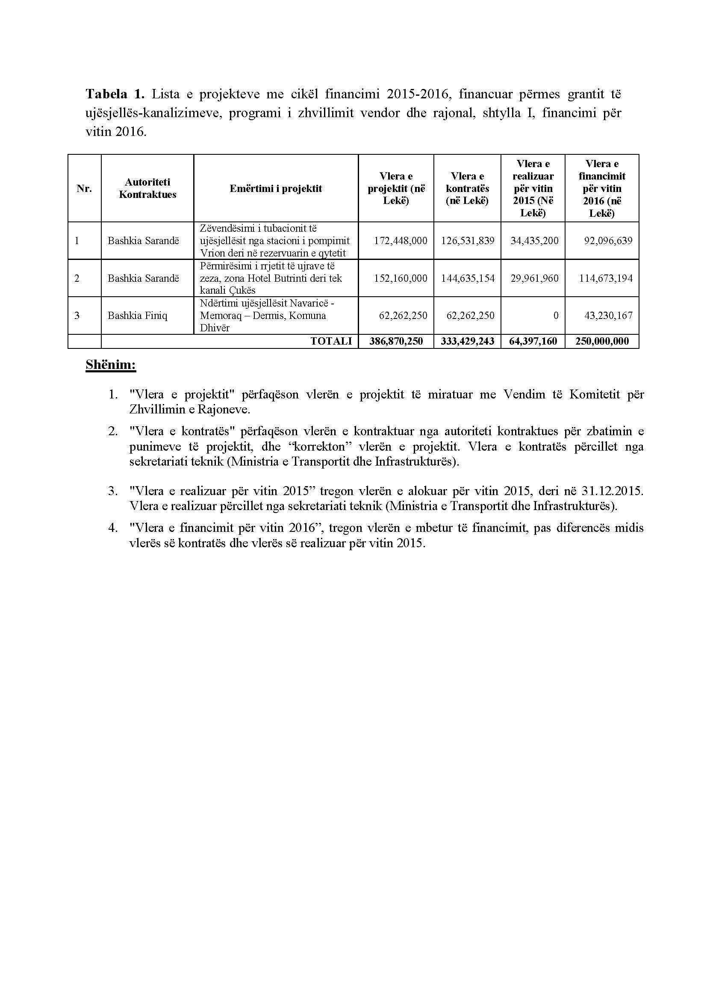 Tabela 1. Lista e projekteve me cikël financimi 2015-2016, financuar përmes grantit të
ujësjellës-kanalizimeve, programi i zhvillimit vendor dhe rajonal, shtylla I, financimi për
vitin 2016.
Nr.
Autoriteti
Kontraktues
Emërtimi i projektit
Vlera e
projektit (në
Lekë)
Vlera e
kontratës
(në Lekë)
Vlera e
realizuar
për vitin
2015 (Në
Lekë)
Vlera e
financimit
për vitin
2016 (në
Lekë)
1
Bashkia Sarandë
Zëvendësimi i tubacionit të
ujësjellësit nga stacioni i pompimit
Vrion deri në rezervuarin e qytetit
172,448,000
126,531,839
34,435,200
92,096,639
2
Bashkia Sarandë
Përmirësimi i rrjetit të ujrave të
zeza, zona Hotel Butrinti deri tek
kanali Çukës
152,160,000
144,635,154
29,961,960
114,673,194
3
Bashkia Finiq
Ndërtimi ujësjellësit Navaricë -
Memoraq – Dermis, Komuna
Dhivër
62,262,250
62,262,250
0
43,230,167
TOTALI
386,870,250
333,429,243
64,397,160
250,000,000
Shënim:
1. "Vlera e projektit" përfaqëson vlerën e projektit të miratuar me Vendim të Komitetit për
Zhvillimin e Rajoneve.
2. "Vlera e kontratës" përfaqëson vlerën e kontraktuar nga autoriteti kontraktues për zbatimin e
punimeve të projektit, dhe “korrekton” vlerën e projektit. Vlera e kontratës përcillet nga
sekretariati teknik (Ministria e Transportit dhe Infrastrukturës).
3. "Vlera e realizuar për vitin 2015” tregon vlerën e alokuar për vitin 2015, deri në 31.12.2015.
Vlera e realizuar përcillet nga sekretariati teknik (Ministria e Transportit dhe Infrastrukturës).
4. "Vlera e financimit për vitin 2016”, tregon vlerën e mbetur të financimit, pas diferencës midis
vlerës së kontratës dhe vlerës së realizuar për vitin 2015.